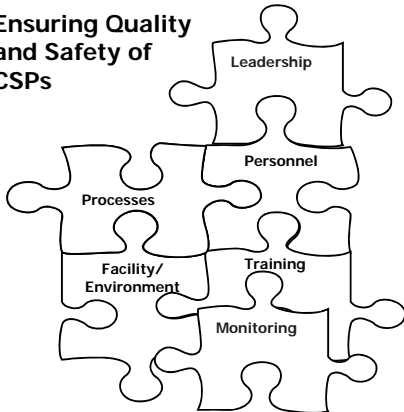 Ensuring Quality
and Safety of
CSPs
Leadership
Personnel
Processes
Facility/
Environment
Training
Monitoring